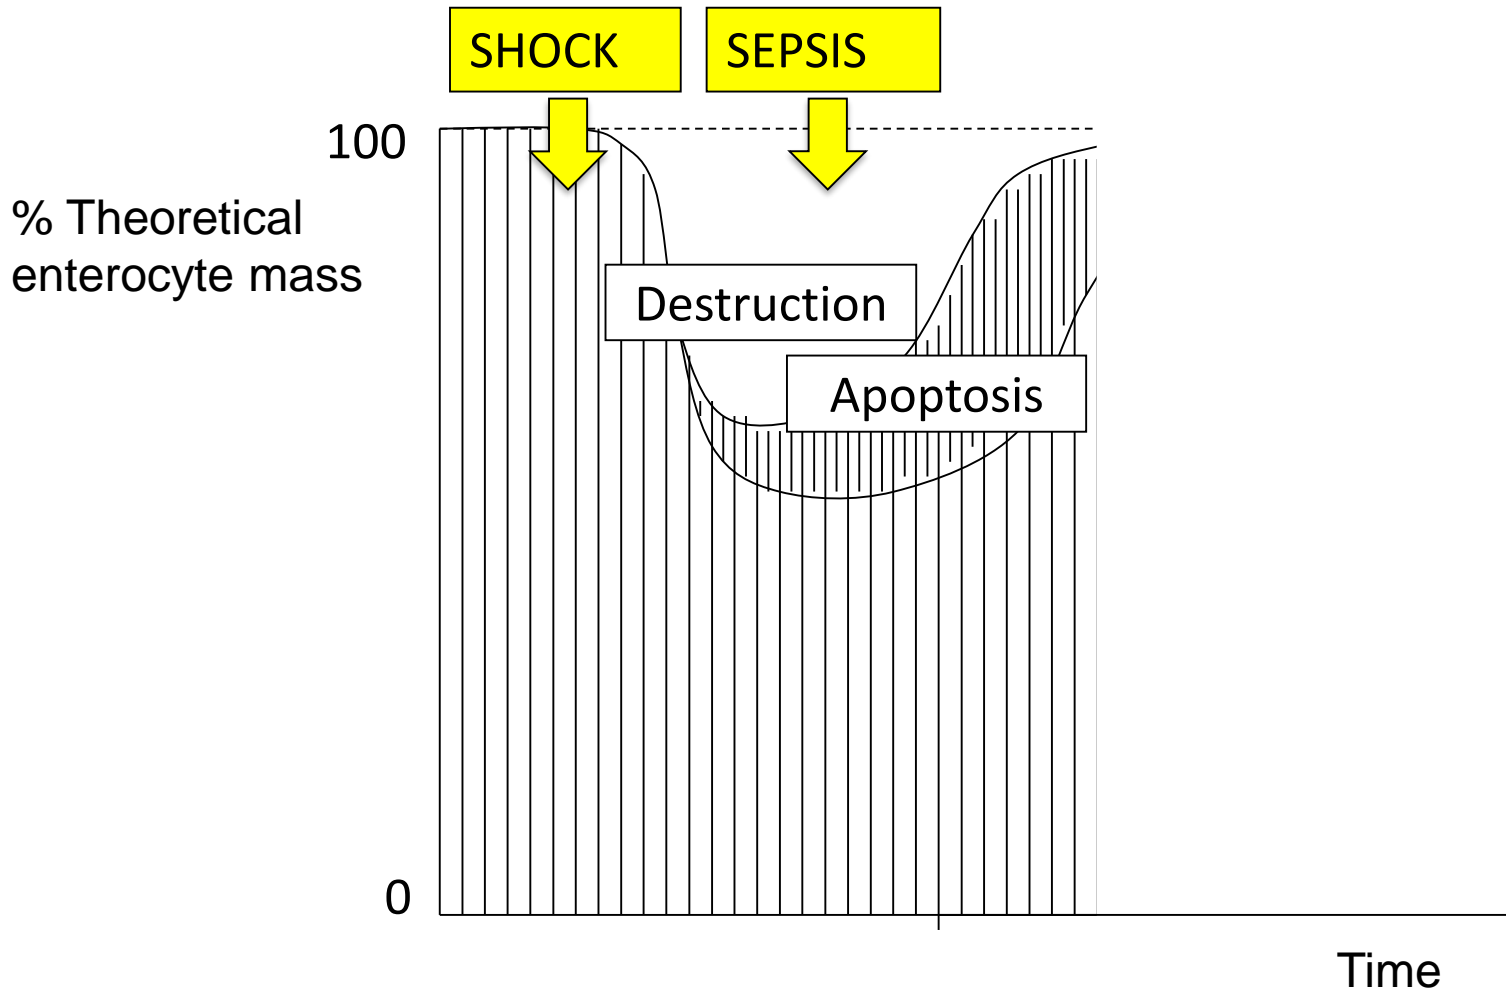 SHOCK
SEPSIS
100
% Theoretical
enterocyte mass
Destruction
Apoptosis
0
Time